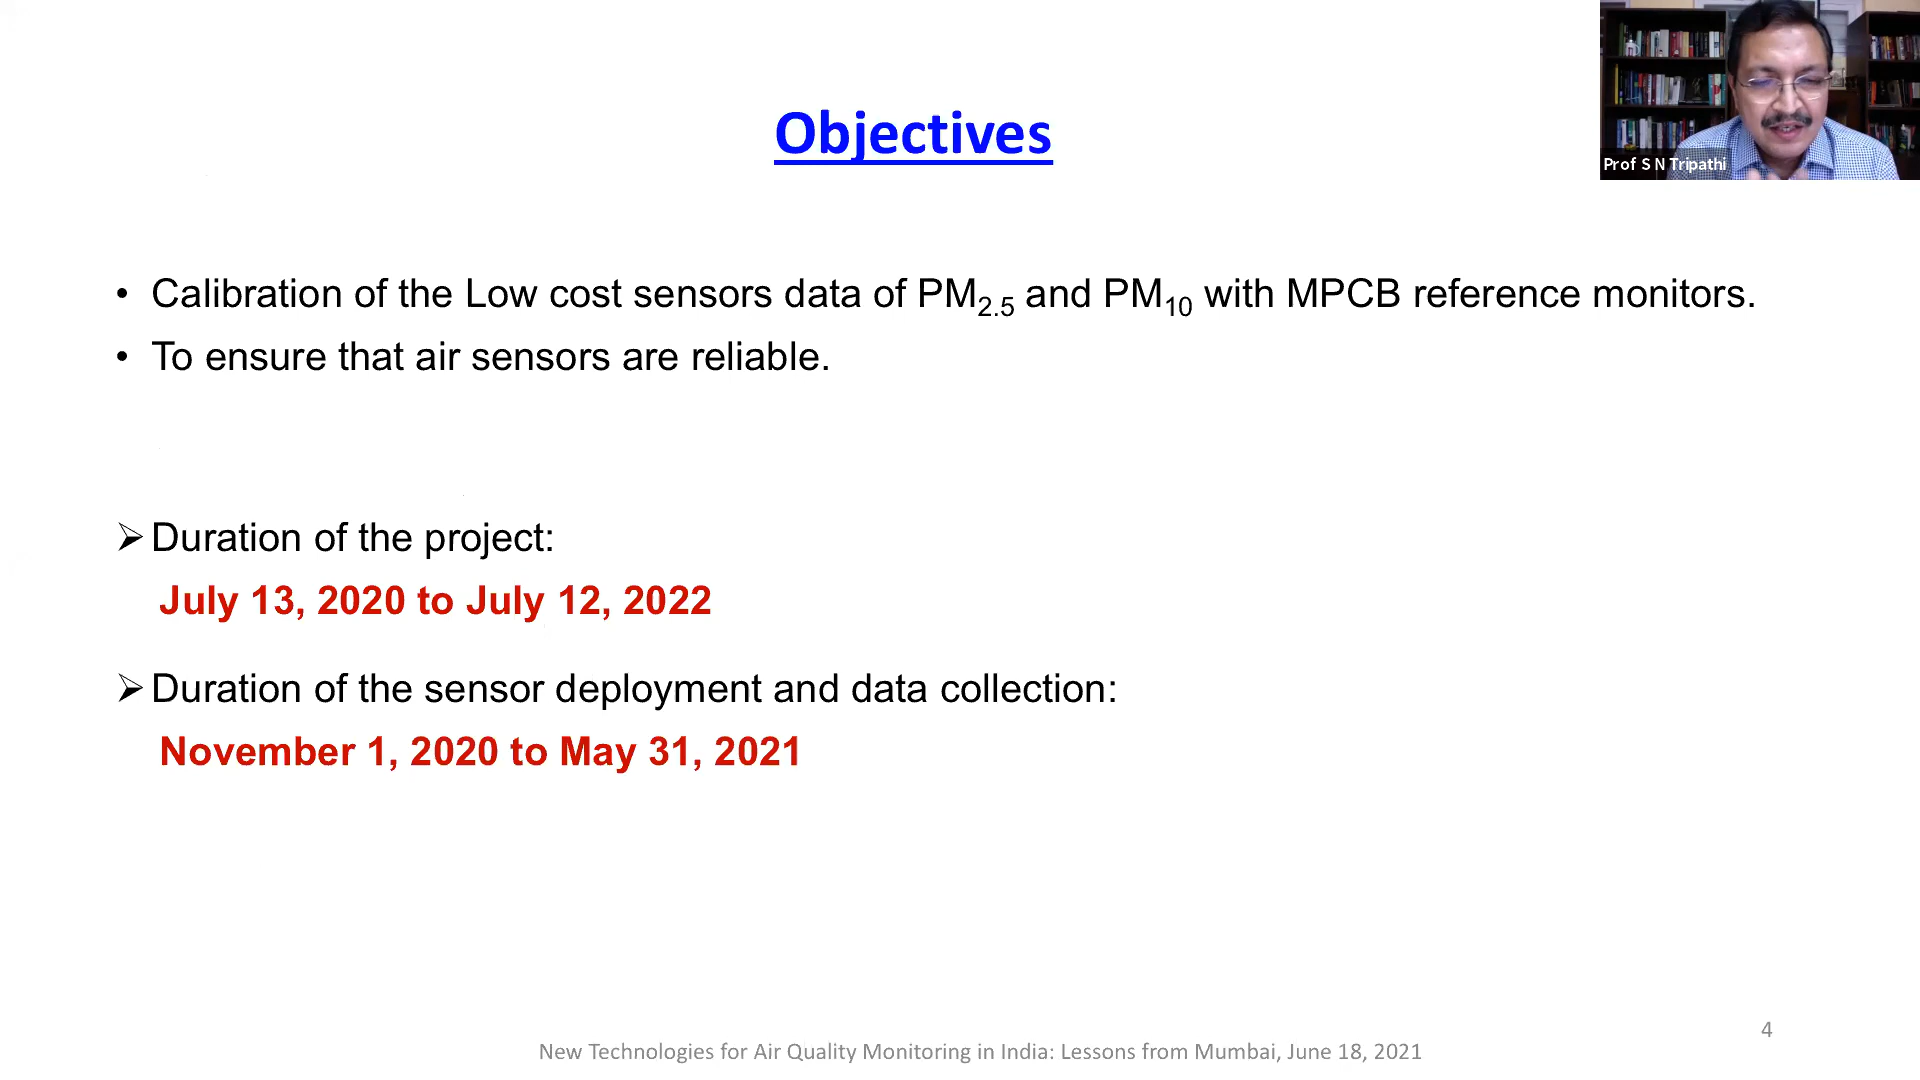 Objectives
Prof S N Tripathi
• Calibration of the Low cost sensors data of PM2.5 and PM10 with MPCB reference monitors.
• To ensure that air sensors are reliable.
➢ Duration of the project:
July 13, 2020 to July 12, 2022
➢ Duration of the sensor deployment and data collection:
November 1, 2020 to May 31, 2021
4
New Technologies for Air Quality Monitoring in India: Lessons from Mumbai, June 18, 2021